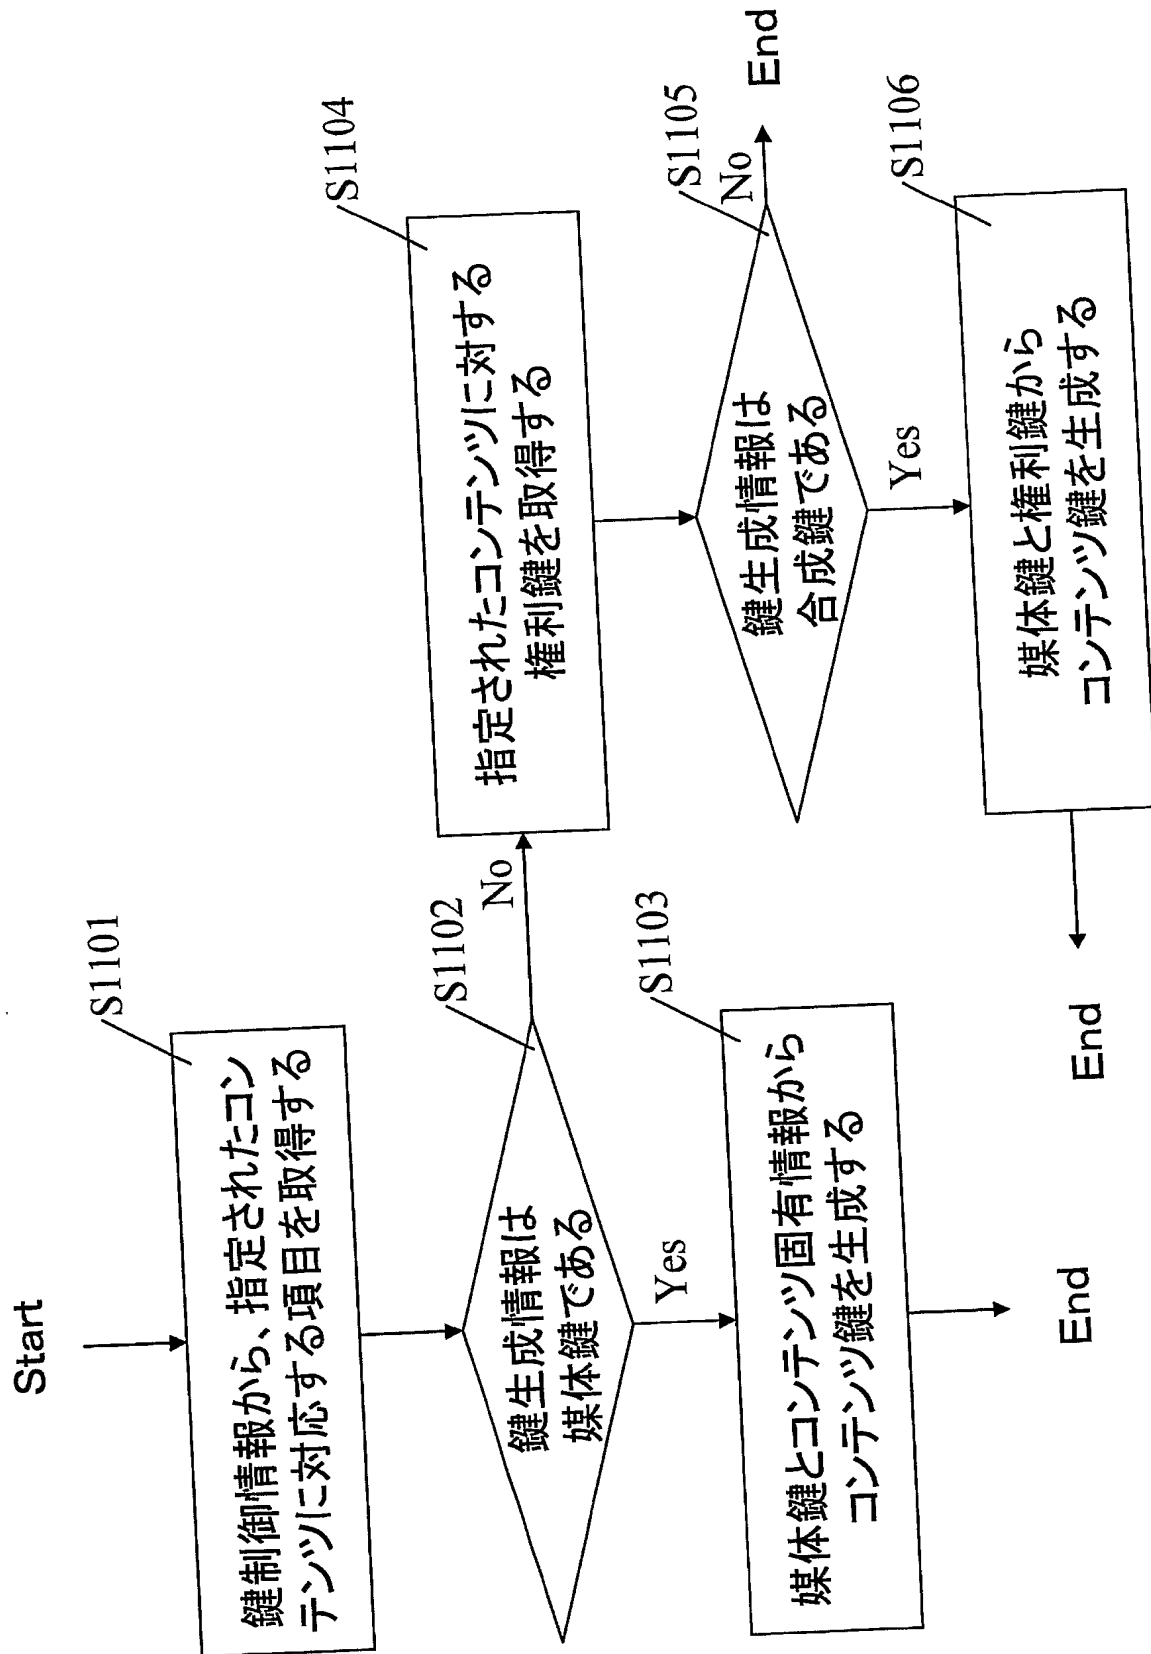 Start
S1101
鍵制御情報から、指定されたコン
テンツに対応する項目を取得する
S1102
鍵生成情報は
媒体鍵である
No
Yes
S1103
媒体鍵とコンテンツ固有情報から
コンテンツ鍵を生成する
End
S1104
指定されたコンテンツに対する
権利鍵を取得する
S1105
鍵生成情報は
合成鍵である
No
End
Yes
S1106
媒体鍵と権利鍵から
コンテンツ鍵を生成する
End